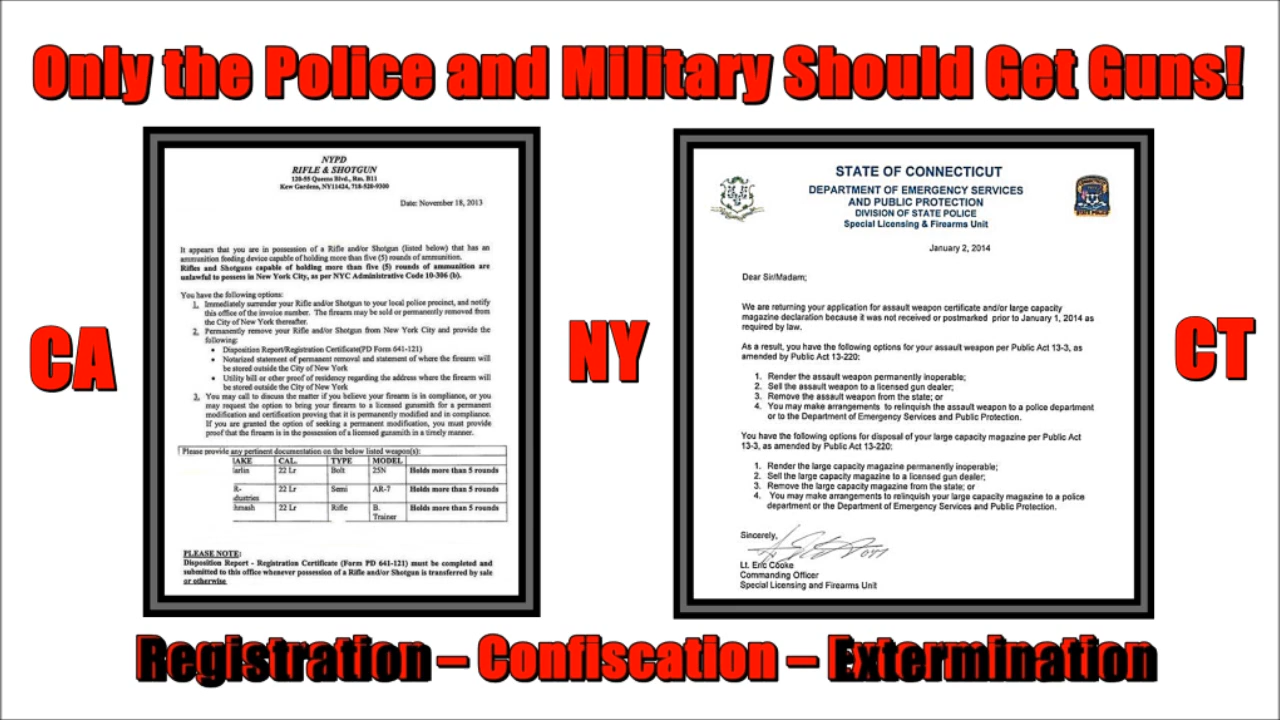 Only the Police and Military Should Get Guns!
NYPD
RIFLE & SHOTGUN
120-55 Queens Blvd., Rm. B11
Kew Gardens, NY11424, 718-520-9300
Date: November 18, 2013
It appears that you are in possession of a Rifle and/or Shotgun (listed below) that has an
ammunition feeding device capable of holding more than five (5) rounds of ammunition.
Rifles and Shotguns capable of holding more than five (5) rounds of ammunition are
unlawful to possess in New York City, as per NYC Administrative Code 10-306 (b).
You have the following options:
1. Immediately surrender your Rifle and/or Shotgun to your local police precinct, and notify
this office of the invoice number. The firearm may be sold or permanently removed from
the City of New York thereafter.
2. Permanently remove your Rifle and/or Shotgun from New York City and provide the
following:
• Disposition Report/Registration Certificate(PD Form 641-121)
• Notarized statement of permanent removal and statement of where the firearm will
be stored outside the City of New York
• Utility bill or other proof of residency regarding the address where the firearm will
be stored outside the City of New York
3. You may call to discuss the matter if you believe your firearm is in compliance, or you
may request the option to bring your firearm to a licensed gunsmith for a permanent
modification and certification proving that it is permanently modified and in compliance.
If you are granted the option of seeking a permanent modification, you must provide
proof that the firearm is in the possession of a licensed gunsmith in a timely manner.
Please provide any pertinent documentation on the below listed weapon(s):
AKE CAL. TYPE MODEL
arlin 22 Lr Bolt 25N Holds more than 5 rounds
R- 22 Lr Semi AR-7 Holds more than 5 rounds
dustries
hmash 22 Lr Rifle B. Holds more than 5 rounds
Trainer
PLEASE NOTE:
Disposition Report - Registration Certificate (Form PD 641-121) must be completed and
submitted to this office whenever possession of a Rifle and/or Shotgun is transferred by sale
or otherwise
STATE OF CONNECTICUT
DEPARTMENT OF EMERGENCY SERVICES
AND PUBLIC PROTECTION
DIVISION OF STATE POLICE
Special Licensing & Firearms Unit
STATE POLICE
January 2, 2014
Dear Sir/Madam;
We are returning your application for assault weapon certificate and/or large capacity
magazine declaration because it was not received or postmarked prior to January 1, 2014 as
required by law.
As a result, you have the following options for your assault weapon per Public Act 13-3, as
amended by Public Act 13-220:
1. Render the assault weapon permanently inoperable;
2. Sell the assault weapon to a licensed gun dealer;
3. Remove the assault weapon from the state; or
4. You may make arrangements to relinquish the assault weapon to a police department
or to the Department of Emergency Services and Public Protection.
You have the following options for disposal of your large capacity magazine per Public Act
13-3, as amended by Public Act 13-220:
1. Render the large capacity magazine permanently inoperable;
2. Sell the large capacity magazine to a licensed gun dealer;
3. Remove the large capacity magazine from the state; or
4. You may make arrangements to relinquish your large capacity magazine to a police
department or the Department of Emergency Services and Public Protection.
Sincerely,
Lt. Eric Cooke
Commanding Officer
Special Licensing and Firearms Unit
CA
NY
CT
Registration – Confiscation – Extermination